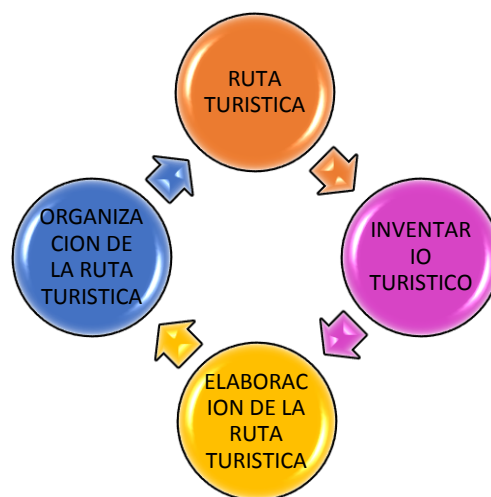 RUTA
TURISTICA
INVENTAR
IO
TURISTICO
ELABORAC
ION DE LA
RUTA
TURISTICA
ORGANIZA
CION DE
LA RUTA
TURISTICA